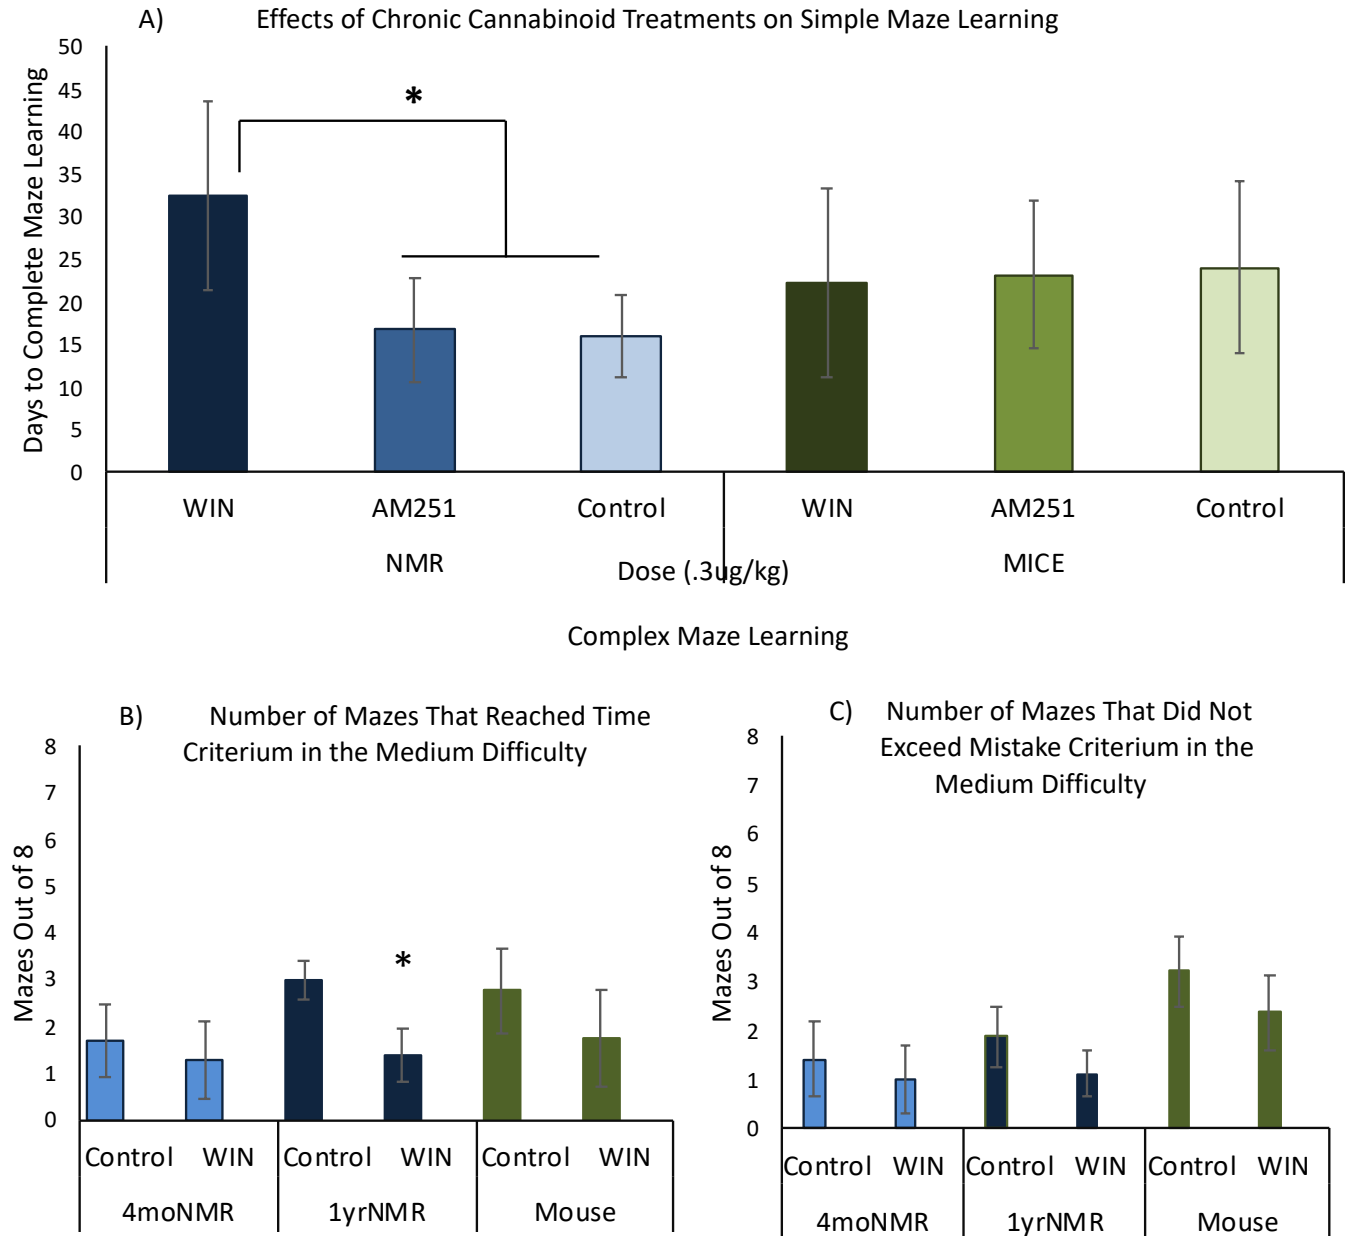 A) Effects of Chronic Cannabinoid Treatments on Simple Maze Learning
50
45
40
35
30
25
20
15
10
5
0
Days to Complete Maze Learning
*
WIN AM251 Control WIN AM251 Control
NMR MICE
Dose (.3ug/kg)
Complex Maze Learning
B) Number of Mazes That Reached Time
Criterium in the Medium Difficulty
8
7
6
5
4
3
2
1
0
Mazes Out of 8
*
Control WIN Control WIN Control WIN
4moNMR 1yrNMR Mouse
C) Number of Mazes That Did Not
Exceed Mistake Criterium in the
Medium Difficulty
8
7
6
5
4
3
2
1
0
Mazes Out of 8
Control WIN Control WIN Control WIN
4moNMR 1yrNMR Mouse